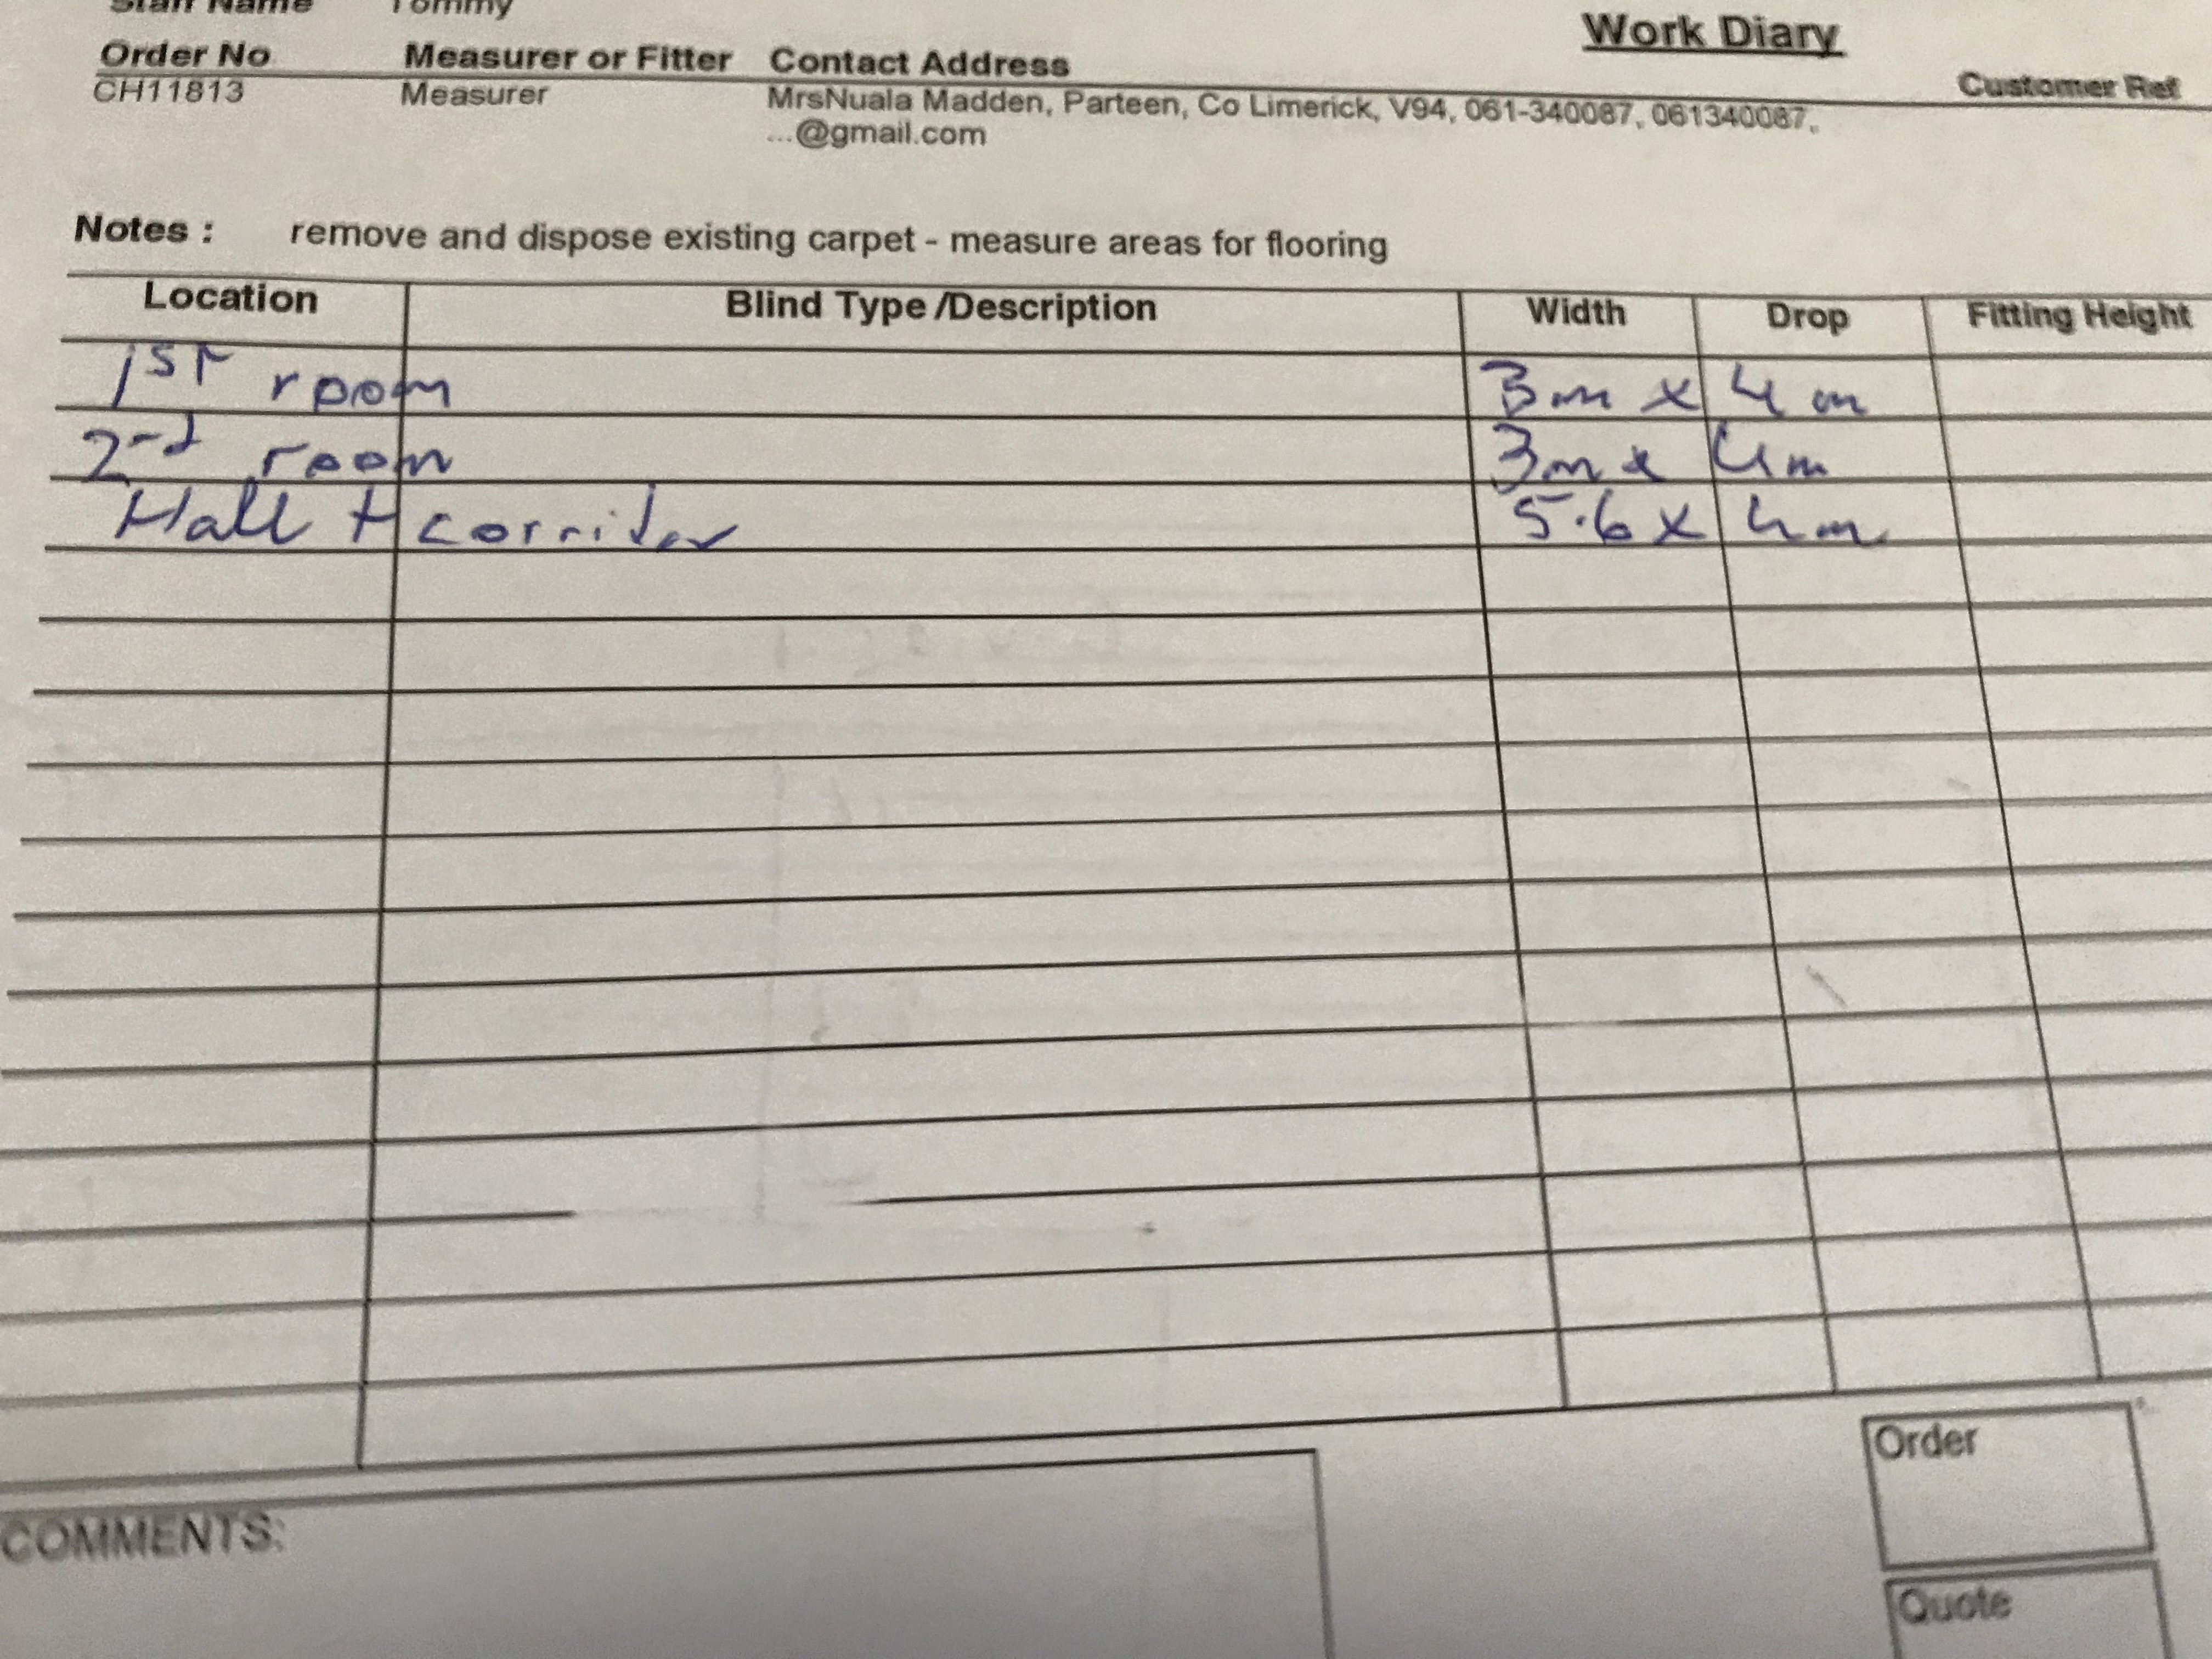 Staff Name Tommy
Work Diary
Order No Measurer or Fitter Contact Address Customer Ref
CH11813 Measurer MrsNuala Madden, Parteen, Co Limerick, V94, 061-340087, 061340087,
...@gmail.com
Notes : remove and dispose existing carpet - measure areas for flooring
Location Blind Type /Description Width Drop Fitting Height
1ST room 3m x 4m
2nd room 3m x 4m
Hall + corridor 5.6 x 4m
Order
COMMENTS:
Quote